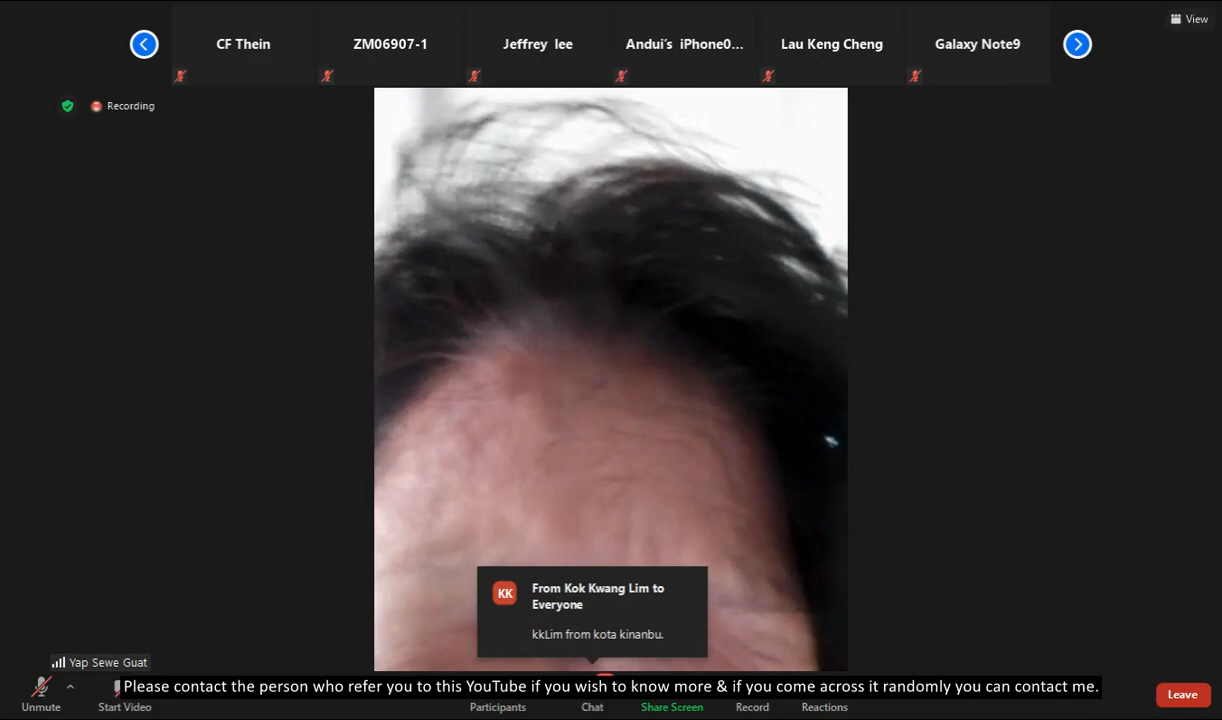 View
CF Thein
ZM06907-1
Jeffrey lee
Andui's iPhone0...
Lau Keng Cheng
Galaxy Note9
Recording
From Kok Kwang Lim to
Everyone
KK
kkLim from kota kinanbu.
Yap Sewe Guat
Please contact the person who refer you to this YouTube if you wish to know more & if you come across it randomly you can contact me.
Unmute
Start Video
Participants
Chat
Share Screen
Record
Reactions
Leave